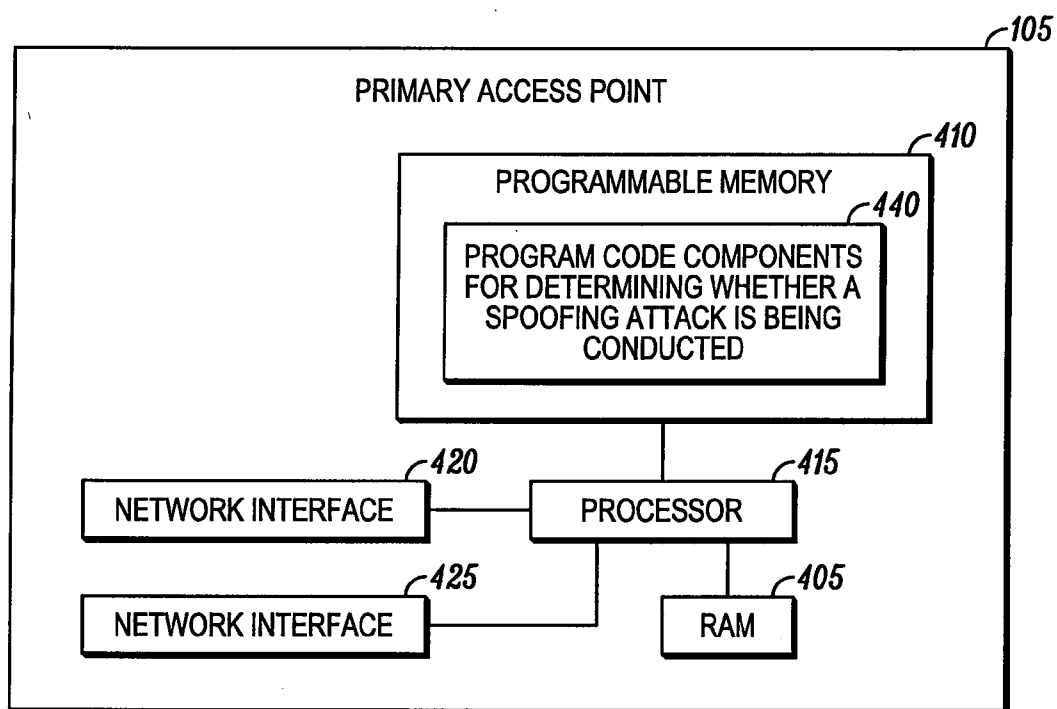 105
PRIMARY ACCESS POINT
410
PROGRAMMABLE MEMORY
440
PROGRAM CODE COMPONENTS
FOR DETERMINING WHETHER A
SPOOFING ATTACK IS BEING
CONDUCTED
420
NETWORK INTERFACE
415
PROCESSOR
425
NETWORK INTERFACE
405
RAM